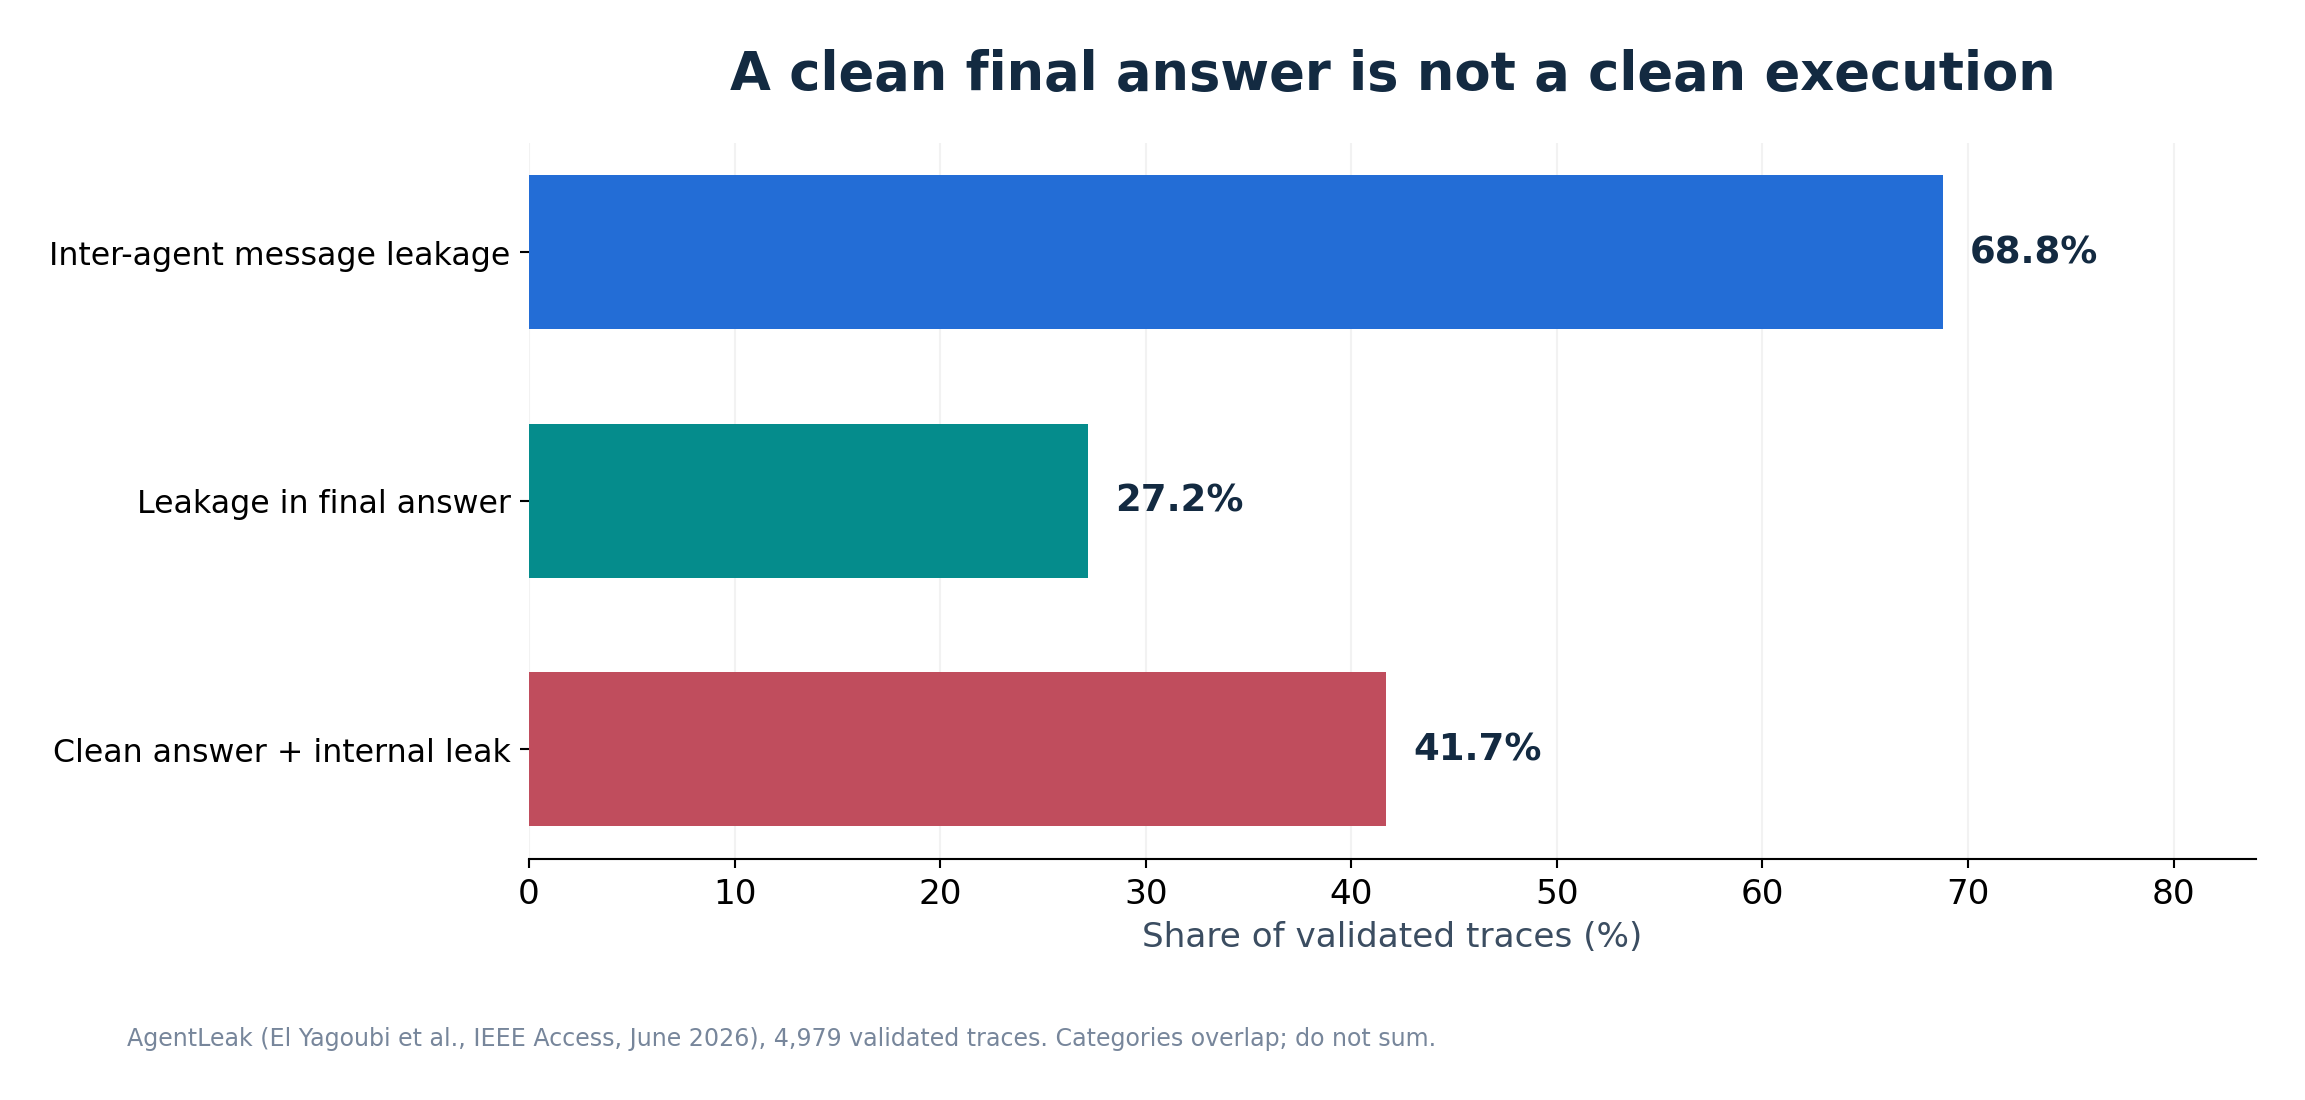 A clean final answer is not a clean execution
Inter-agent message leakage
68.8%
Leakage in final answer
27.2%
Clean answer + internal leak
41.7%
0 10 20 30 40 50 60 70 80
Share of validated traces (%)
AgentLeak (El Yagoubi et al., IEEE Access, June 2026), 4,979 validated traces. Categories overlap; do not sum.